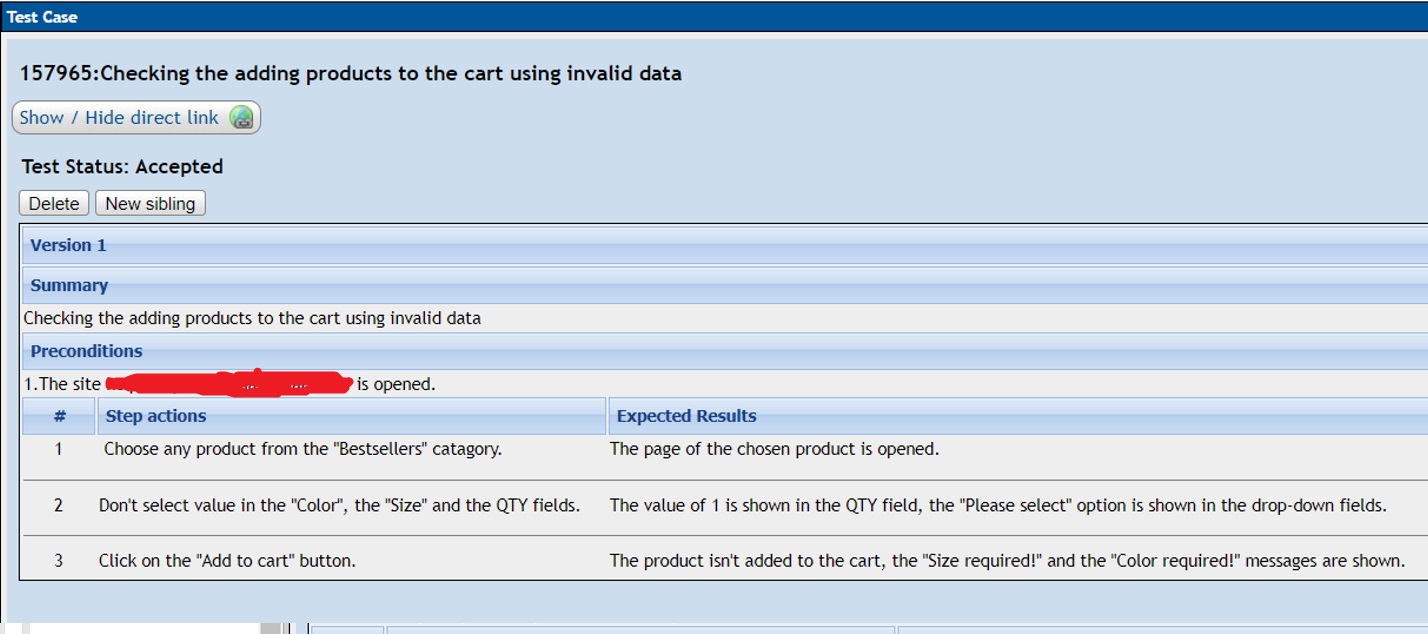 Test Case
157965:Checking the adding products to the cart using invalid data
Show / Hide direct link
Test Status: Accepted
Delete New sibling
Version 1
Summary
Checking the adding products to the cart using invalid data
Preconditions
1.The site is opened.
# Step actions Expected Results
1 Choose any product from the "Bestsellers" catagory. The page of the chosen product is opened.
2 Don't select value in the "Color", the "Size" and the QTY fields. The value of 1 is shown in the QTY field, the "Please select" option is shown in the drop-down fields.
3 Click on the "Add to cart" button. The product isn't added to the cart, the "Size required!" and the "Color required!" messages are shown.